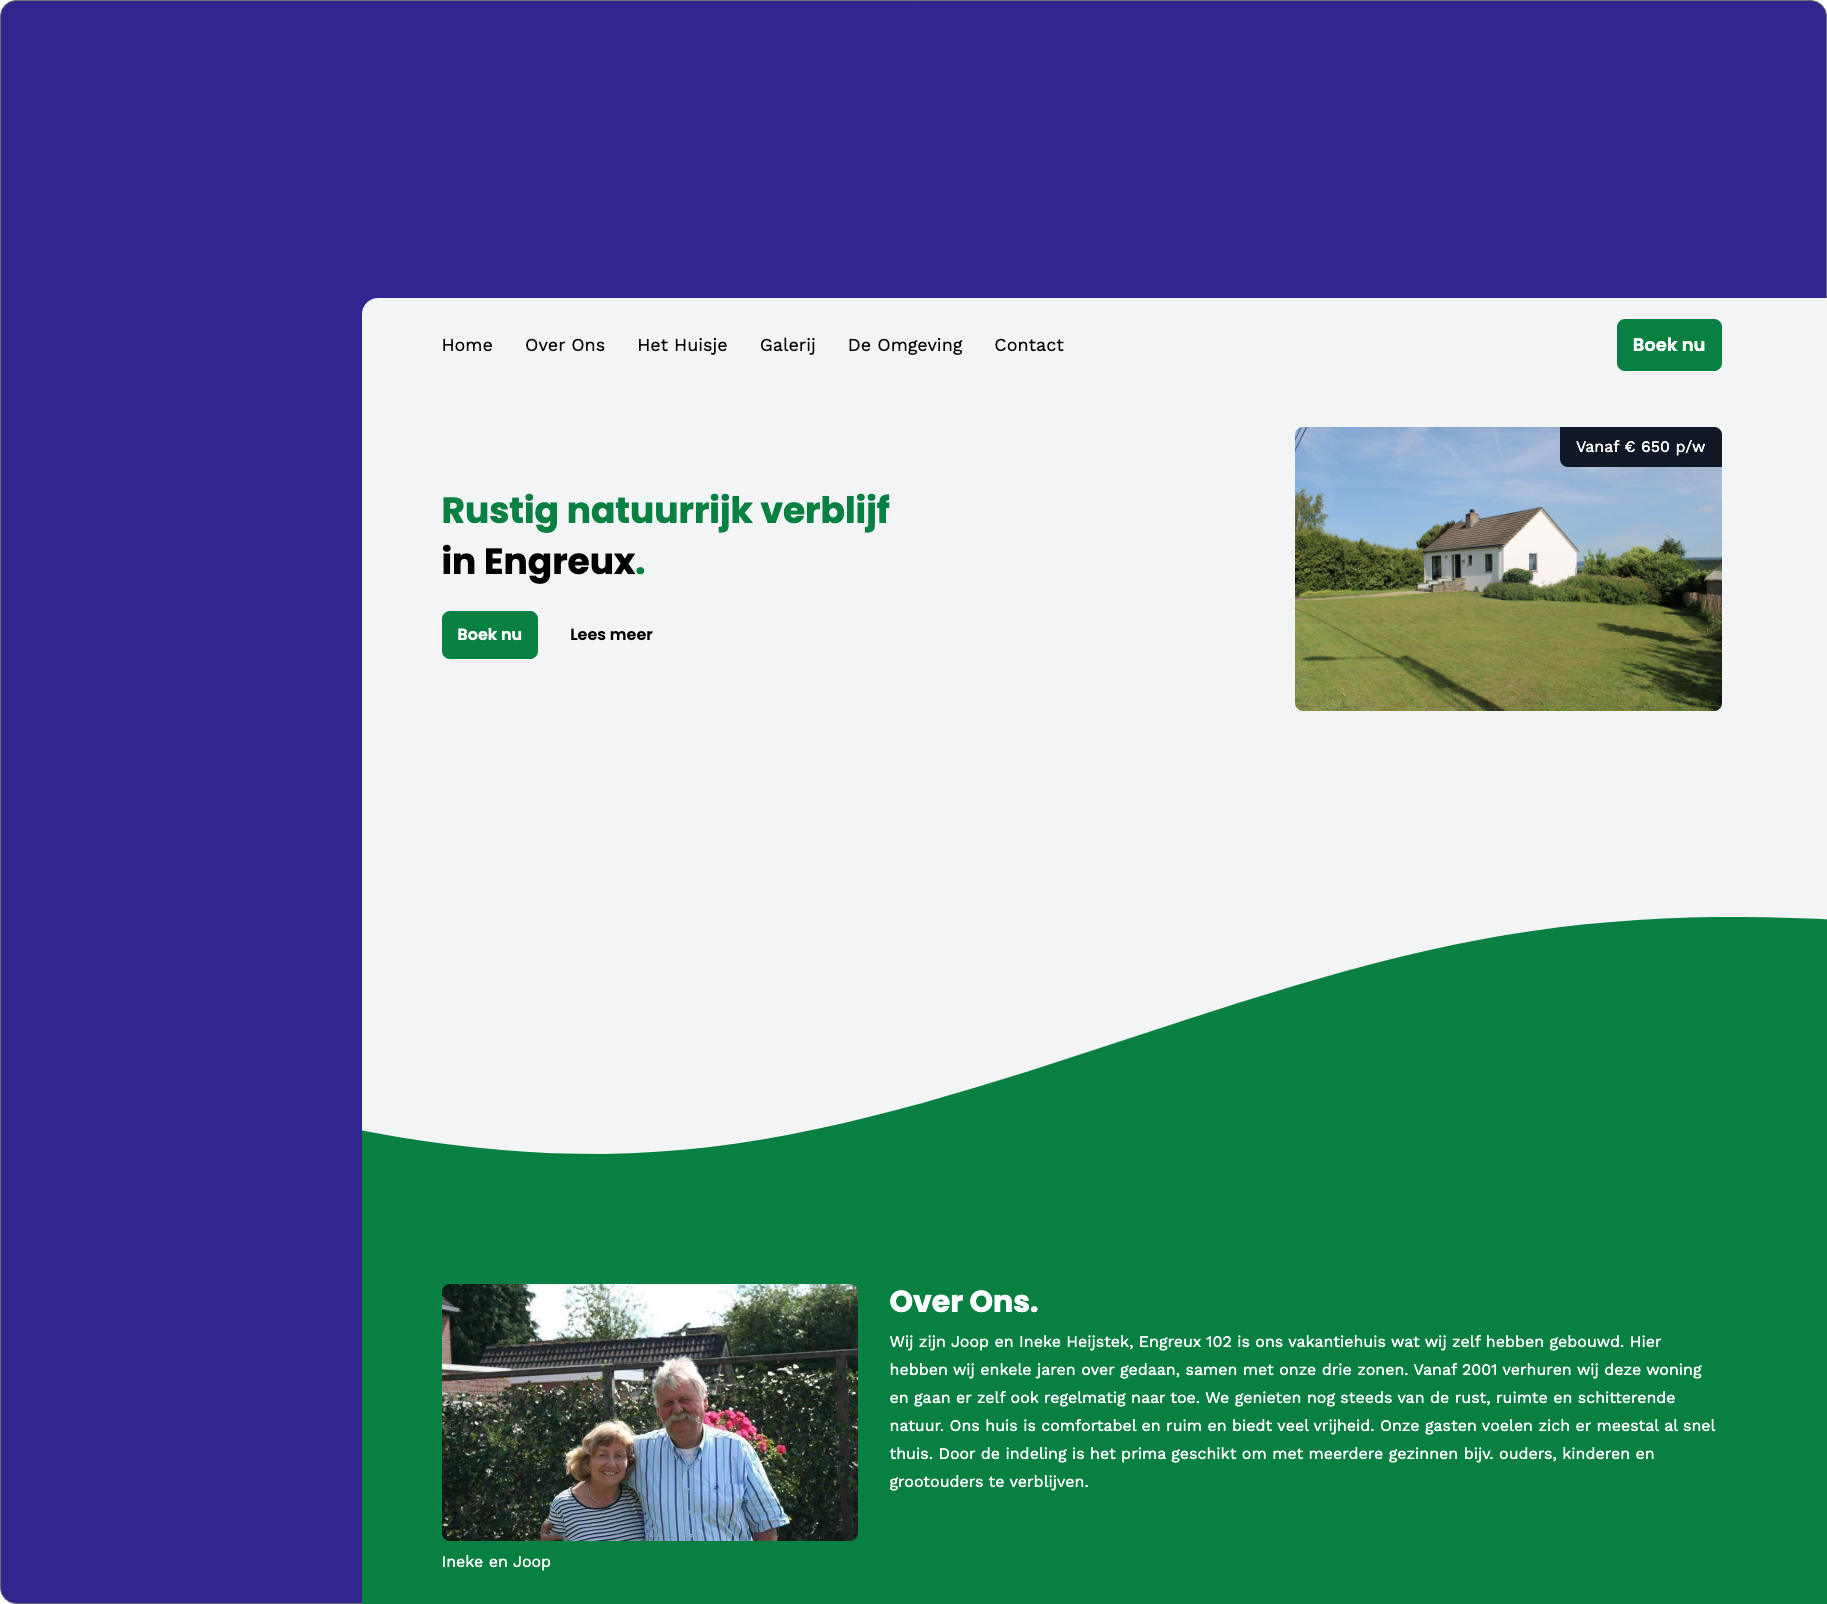 Home Over Ons Het Huisje Galerij De Omgeving Contact Boek nu
Vanaf € 650 p/w
Rustig natuurrijk verblijf
in Engreux.
Boek nu Lees meer
Over Ons.
Wij zijn Joop en Ineke Heijstek, Engreux 102 is ons vakantiehuis wat wij zelf hebben gebouwd. Hier
hebben wij enkele jaren over gedaan, samen met onze drie zonen. Vanaf 2001 verhuren wij deze woning
en gaan er zelf ook regelmatig naar toe. We genieten nog steeds van de rust, ruimte en schitterende
natuur. Ons huis is comfortabel en ruim en biedt veel vrijheid. Onze gasten voelen zich er meestal al snel
thuis. Door de indeling is het prima geschikt om met meerdere gezinnen bijv. ouders, kinderen en
grootouders te verblijven.
Ineke en Joop